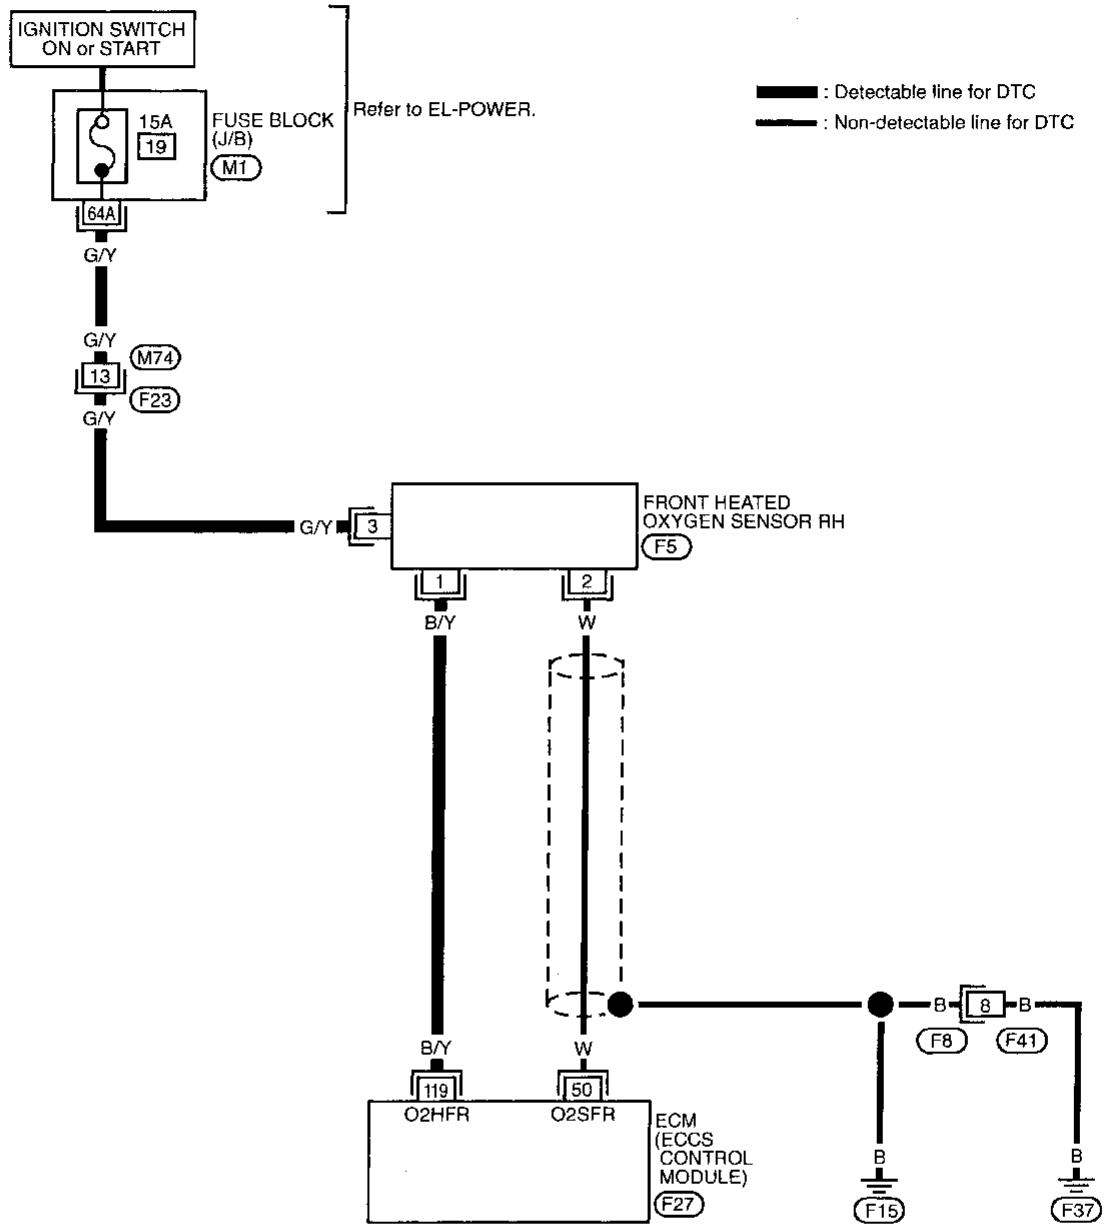 IGNITION SWITCH
ON or START
15A
19
FUSE BLOCK
(J/B)
M1
Refer to EL-POWER.
: Detectable line for DTC
: Non-detectable line for DTC
64A
G/Y
G/Y
M74
13
F23
G/Y
G/Y
3
FRONT HEATED
OXYGEN SENSOR RH
F5
1
2
B/Y
W
B
8
B
F8
F41
B/Y
W
119
50
O2HFR
O2SFR
ECM
(ECCS
CONTROL
MODULE)
F27
B
B
F15
F37